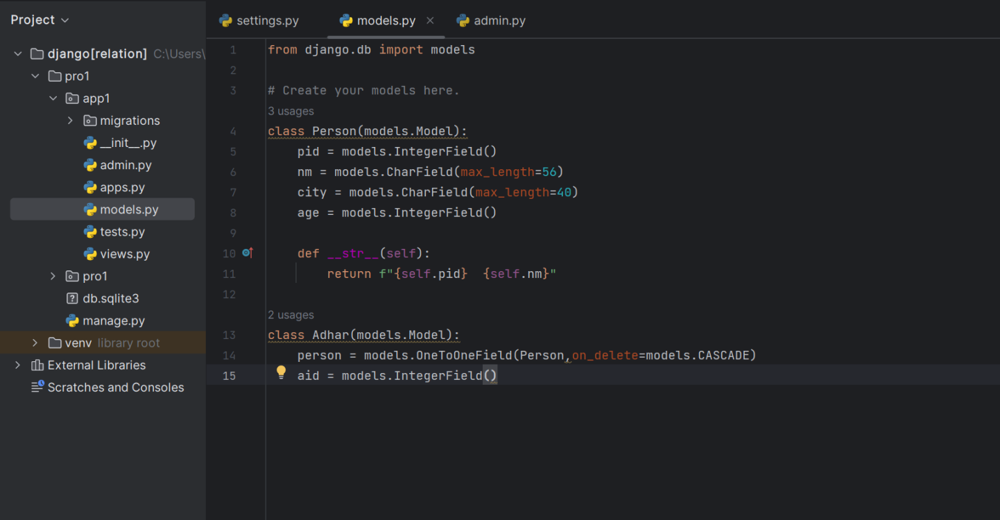 Project
django[relation] C:\Users\
pro1
app1
migrations
__init__.py
admin.py
apps.py
models.py
tests.py
views.py
pro1
db.sqlite3
manage.py
venv library root
External Libraries
Scratches and Consoles
settings.py models.py admin.py
1 from django.db import models
2
3 # Create your models here.
3 usages
4 class Person(models.Model):
5 pid = models.IntegerField()
6 nm = models.CharField(max_length=56)
7 city = models.CharField(max_length=40)
8 age = models.IntegerField()
9
10 def __str__(self):
11 return f"{self.pid}  {self.nm}"
12
2 usages
13 class Adhar(models.Model):
14 person = models.OneToOneField(Person,on_delete=models.CASCADE)
15 aid = models.IntegerField()